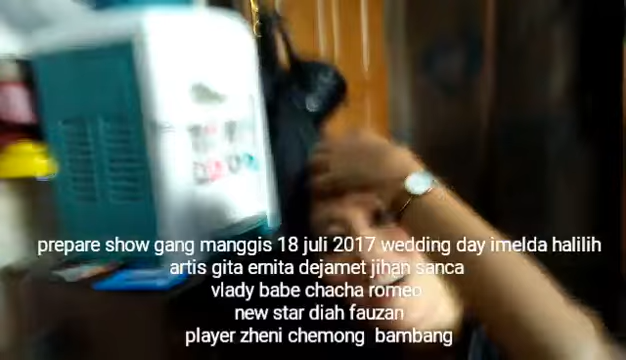 prepare show gang manggis 18 juli 2017 wedding day imelda halilih
artis gita ernita dejamet jihan sanca
vlady babe chacha romeo
new star diah fauzan
player zheni chemong bambang